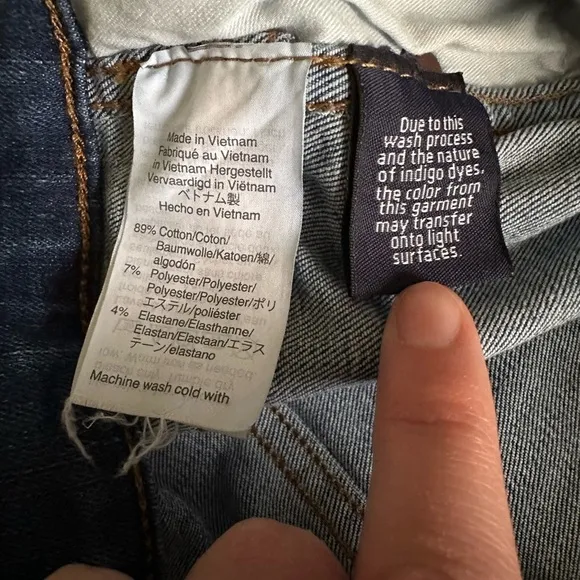 Made in Vietnam
Fabriqué au Vietnam
in Vietnam Hergestellt
Vervaardigd in Viëtnam
ベトナム製
Hecho en Vietnam
89% Cotton/Coton/
Baumwolle/Katoen/綿/
algodón
7% Polyester/Polyester/
Polyester/Polyester/ポリ
エステル/poliéster
4% Elastane/Elasthanne/
Elastan/Elastaan/エラス
テーン/elastano
Machine wash cold with
Due to this
wash process
and the nature
of indigo dyes,
the color from
this garment
may transfer
onto light
surfaces.